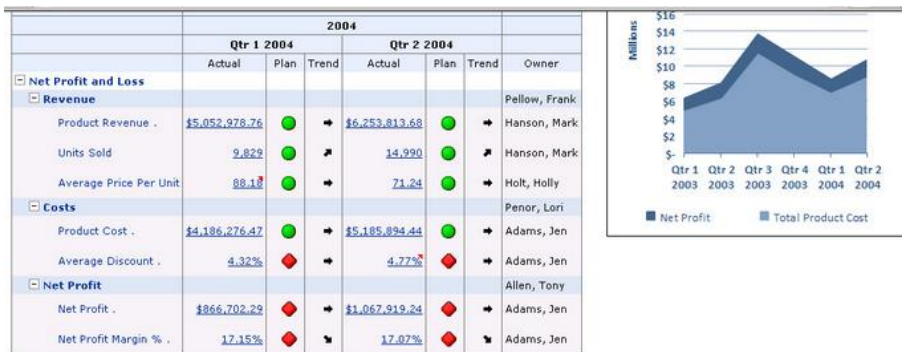 2004
Qtr 1 2004 Qtr 2 2004
Actual Plan Trend Actual Plan Trend Owner
Net Profit and Loss
Revenue Pellow, Frank
Product Revenue . $5,052,978.76 $6,253,813.68 Hanson, Mark
Units Sold 9,829 14,990 Hanson, Mark
Average Price Per Unit 88.18 71.24 Holt, Holly
Costs Penor, Lori
Product Cost . $4,186,276.47 $5,185,894.44 Adams, Jen
Average Discount . 4.32% 4.77% Adams, Jen
Net Profit Allen, Tony
Net Profit . $866,702.29 $1,067,919.24 Adams, Jen
Net Profit Margin % . 17.15% 17.07% Adams, Jen
Millions
$16
$14
$12
$10
$8
$6
$4
$2
$-
Qtr 1 Qtr 2 Qtr 3 Qtr 4 Qtr 1 Qtr 2
2003 2003 2003 2003 2004 2004
Net Profit Total Product Cost